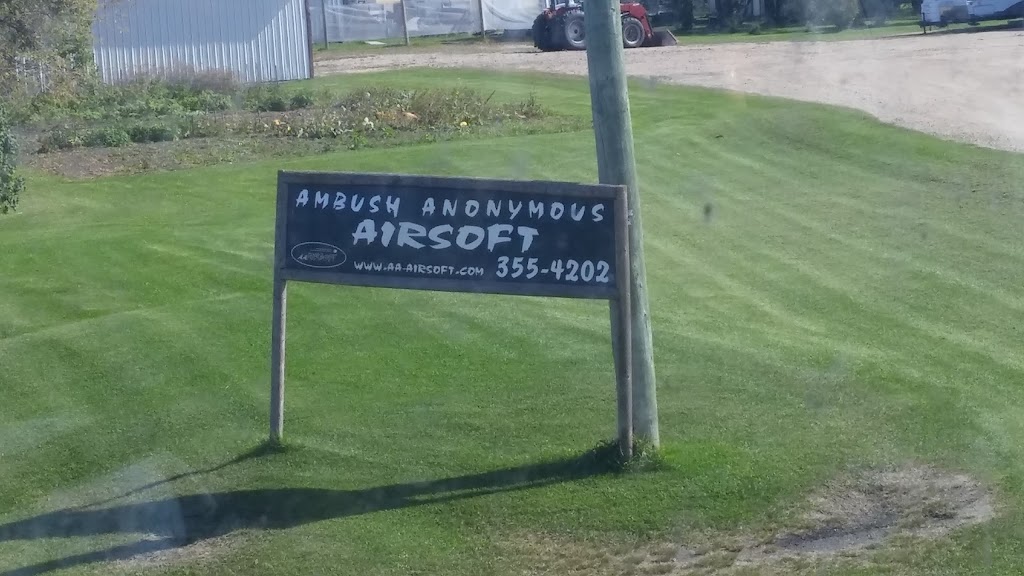 AMBUSH ANONYMOUS
AIRSOFT
WWW.AA-AIRSOFT.COM 355-4202